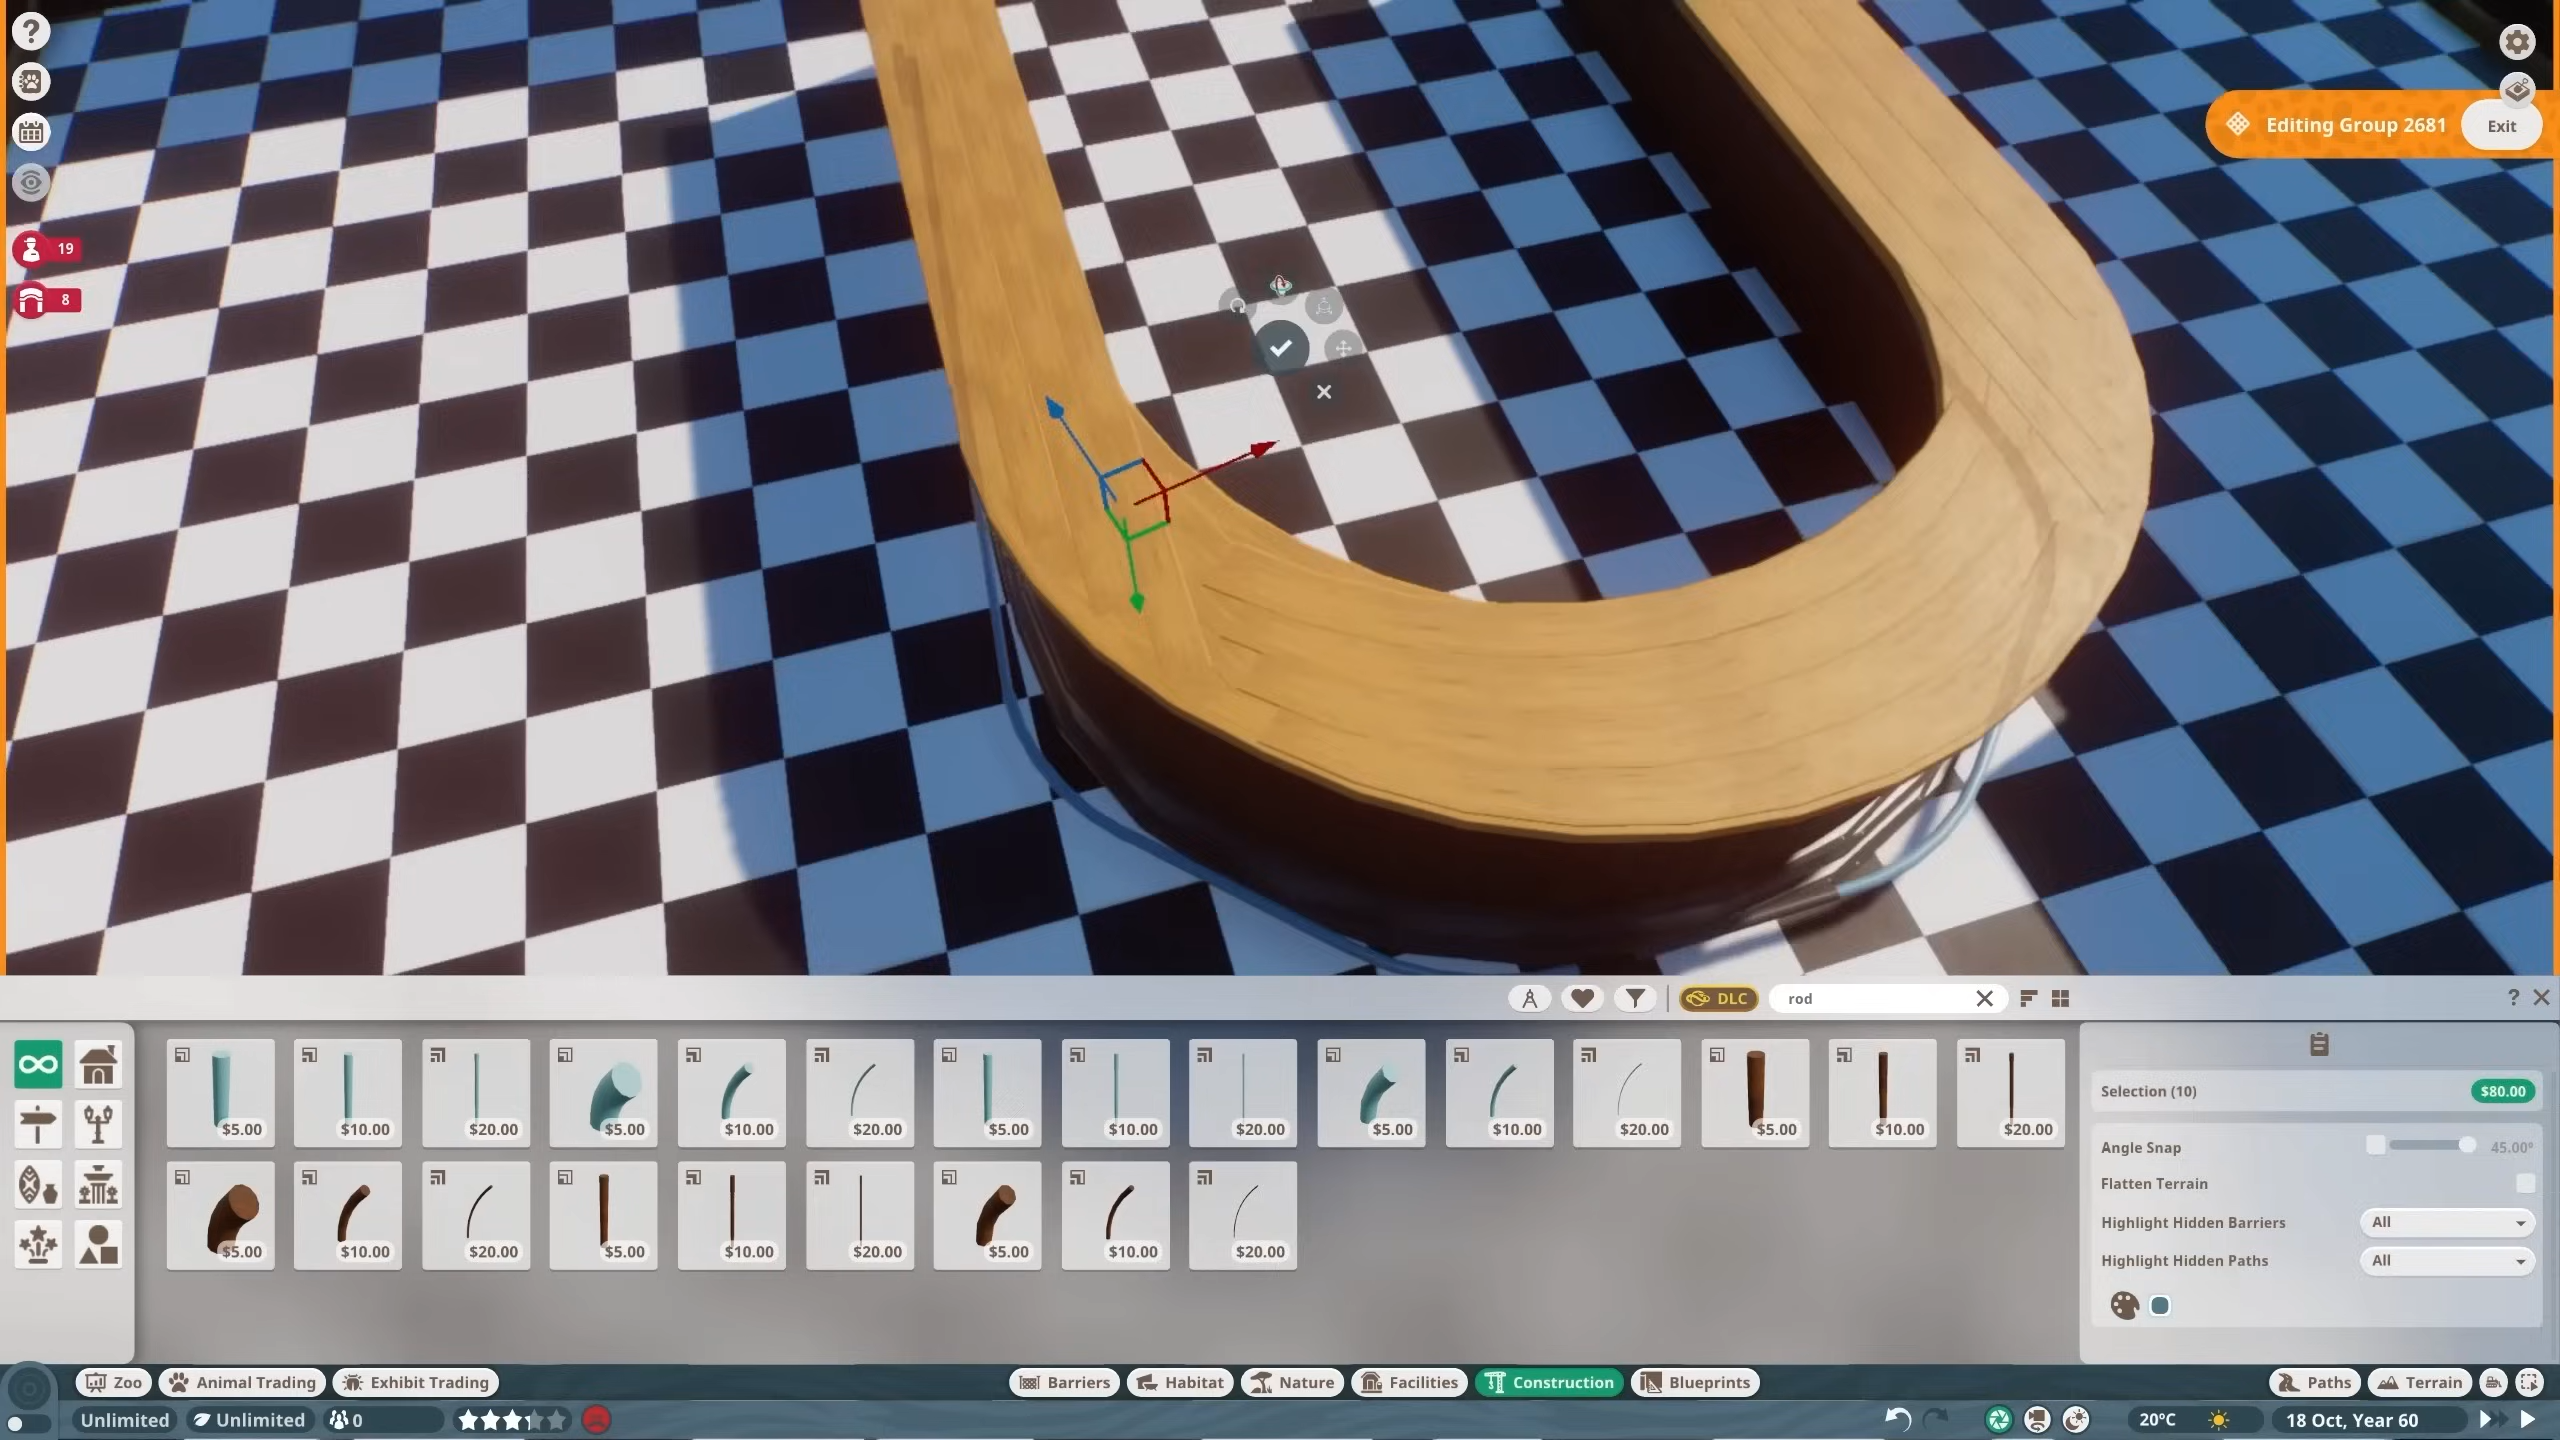 ?
Editing Group 2681
Exit
19
8
DLC
rod
?
$5.00 $10.00 $20.00 $5.00 $10.00 $20.00 $5.00 $10.00 $20.00 $5.00 $10.00 $20.00 $5.00 $10.00 $20.00
$5.00 $10.00 $20.00 $5.00 $10.00 $20.00 $5.00 $10.00 $20.00
Selection (10) $80.00
Angle Snap 45.00°
Flatten Terrain
Highlight Hidden Barriers All
Highlight Hidden Paths All
Zoo Animal Trading Exhibit Trading Barriers Habitat Nature Facilities Construction Blueprints Paths Terrain
Unlimited Unlimited 0 20°C 18 Oct, Year 60